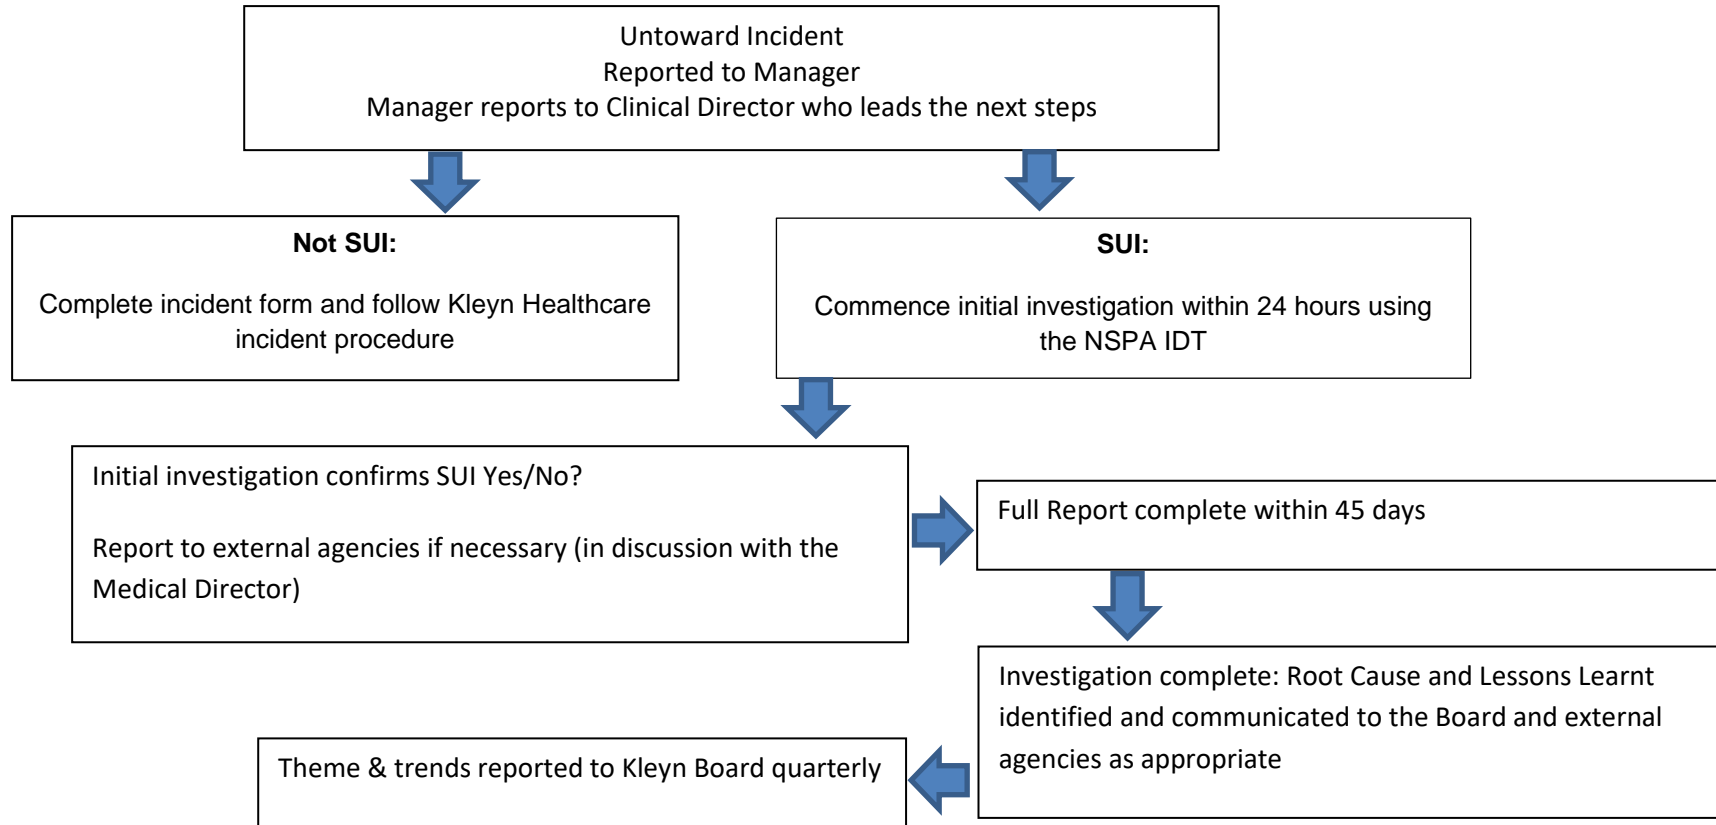 Untoward Incident
Reported to Manager
Manager reports to Clinical Director who leads the next steps
Not SUI:
Complete incident form and follow Kleyn Healthcare
incident procedure
SUI:
Commence initial investigation within 24 hours using
the NSPA IDT
Initial investigation confirms SUI Yes/No?
Report to external agencies if necessary (in discussion with the
Medical Director)
Full Report complete within 45 days
Investigation complete: Root Cause and Lessons Learnt
identified and communicated to the Board and external
agencies as appropriate
Theme & trends reported to Kleyn Board quarterly